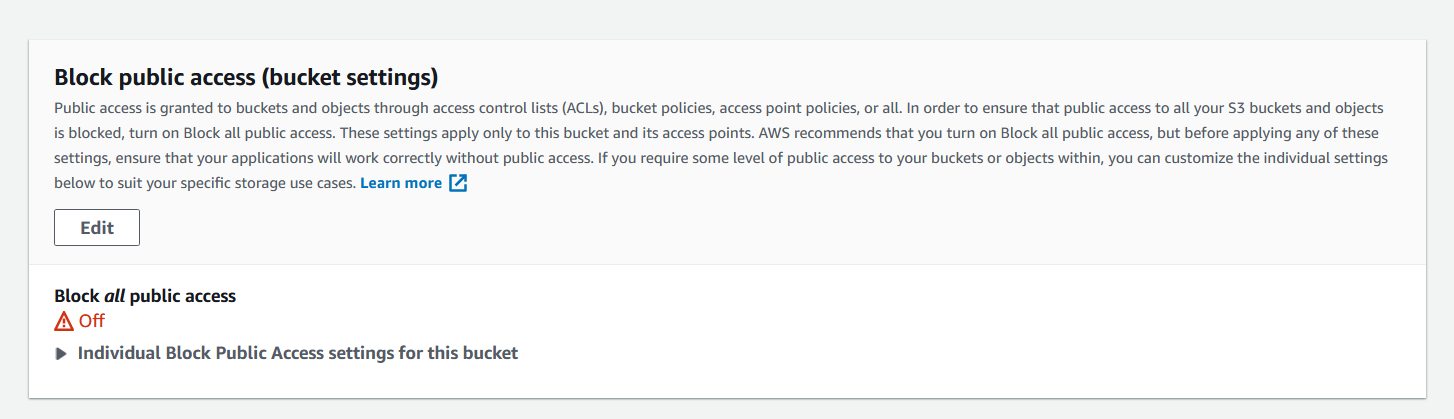 Block public access (bucket settings)
Public access is granted to buckets and objects through access control lists (ACLs), bucket policies, access point policies, or all. In order to ensure that public access to all your S3 buckets and objects
is blocked, turn on Block all public access. These settings apply only to this bucket and its access points. AWS recommends that you turn on Block all public access, but before applying any of these
settings, ensure that your applications will work correctly without public access. If you require some level of public access to your buckets or objects within, you can customize the individual settings
below to suit your specific storage use cases. Learn more
Edit
Block all public access
Off
Individual Block Public Access settings for this bucket